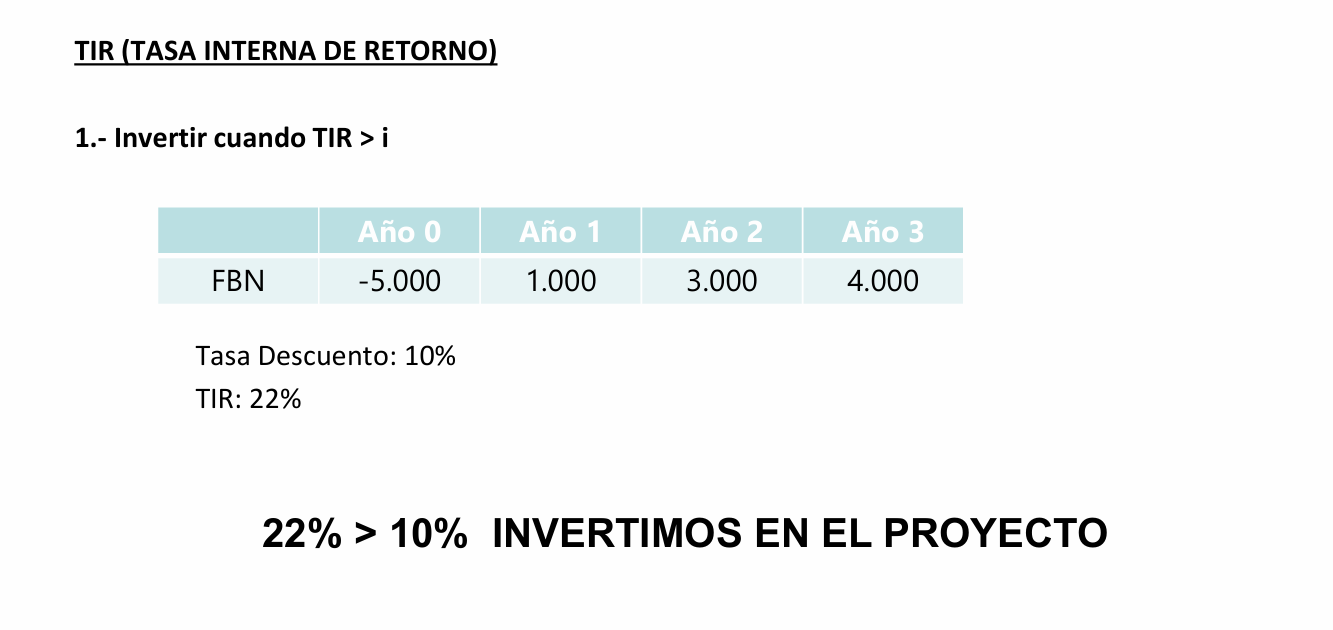 TIR (TASA INTERNA DE RETORNO)
1.- Invertir cuando TIR > i
Año 0 Año 1 Año 2 Año 3
FBN -5.000 1.000 3.000 4.000
Tasa Descuento: 10%
TIR: 22%
22% > 10% INVERTIMOS EN EL PROYECTO